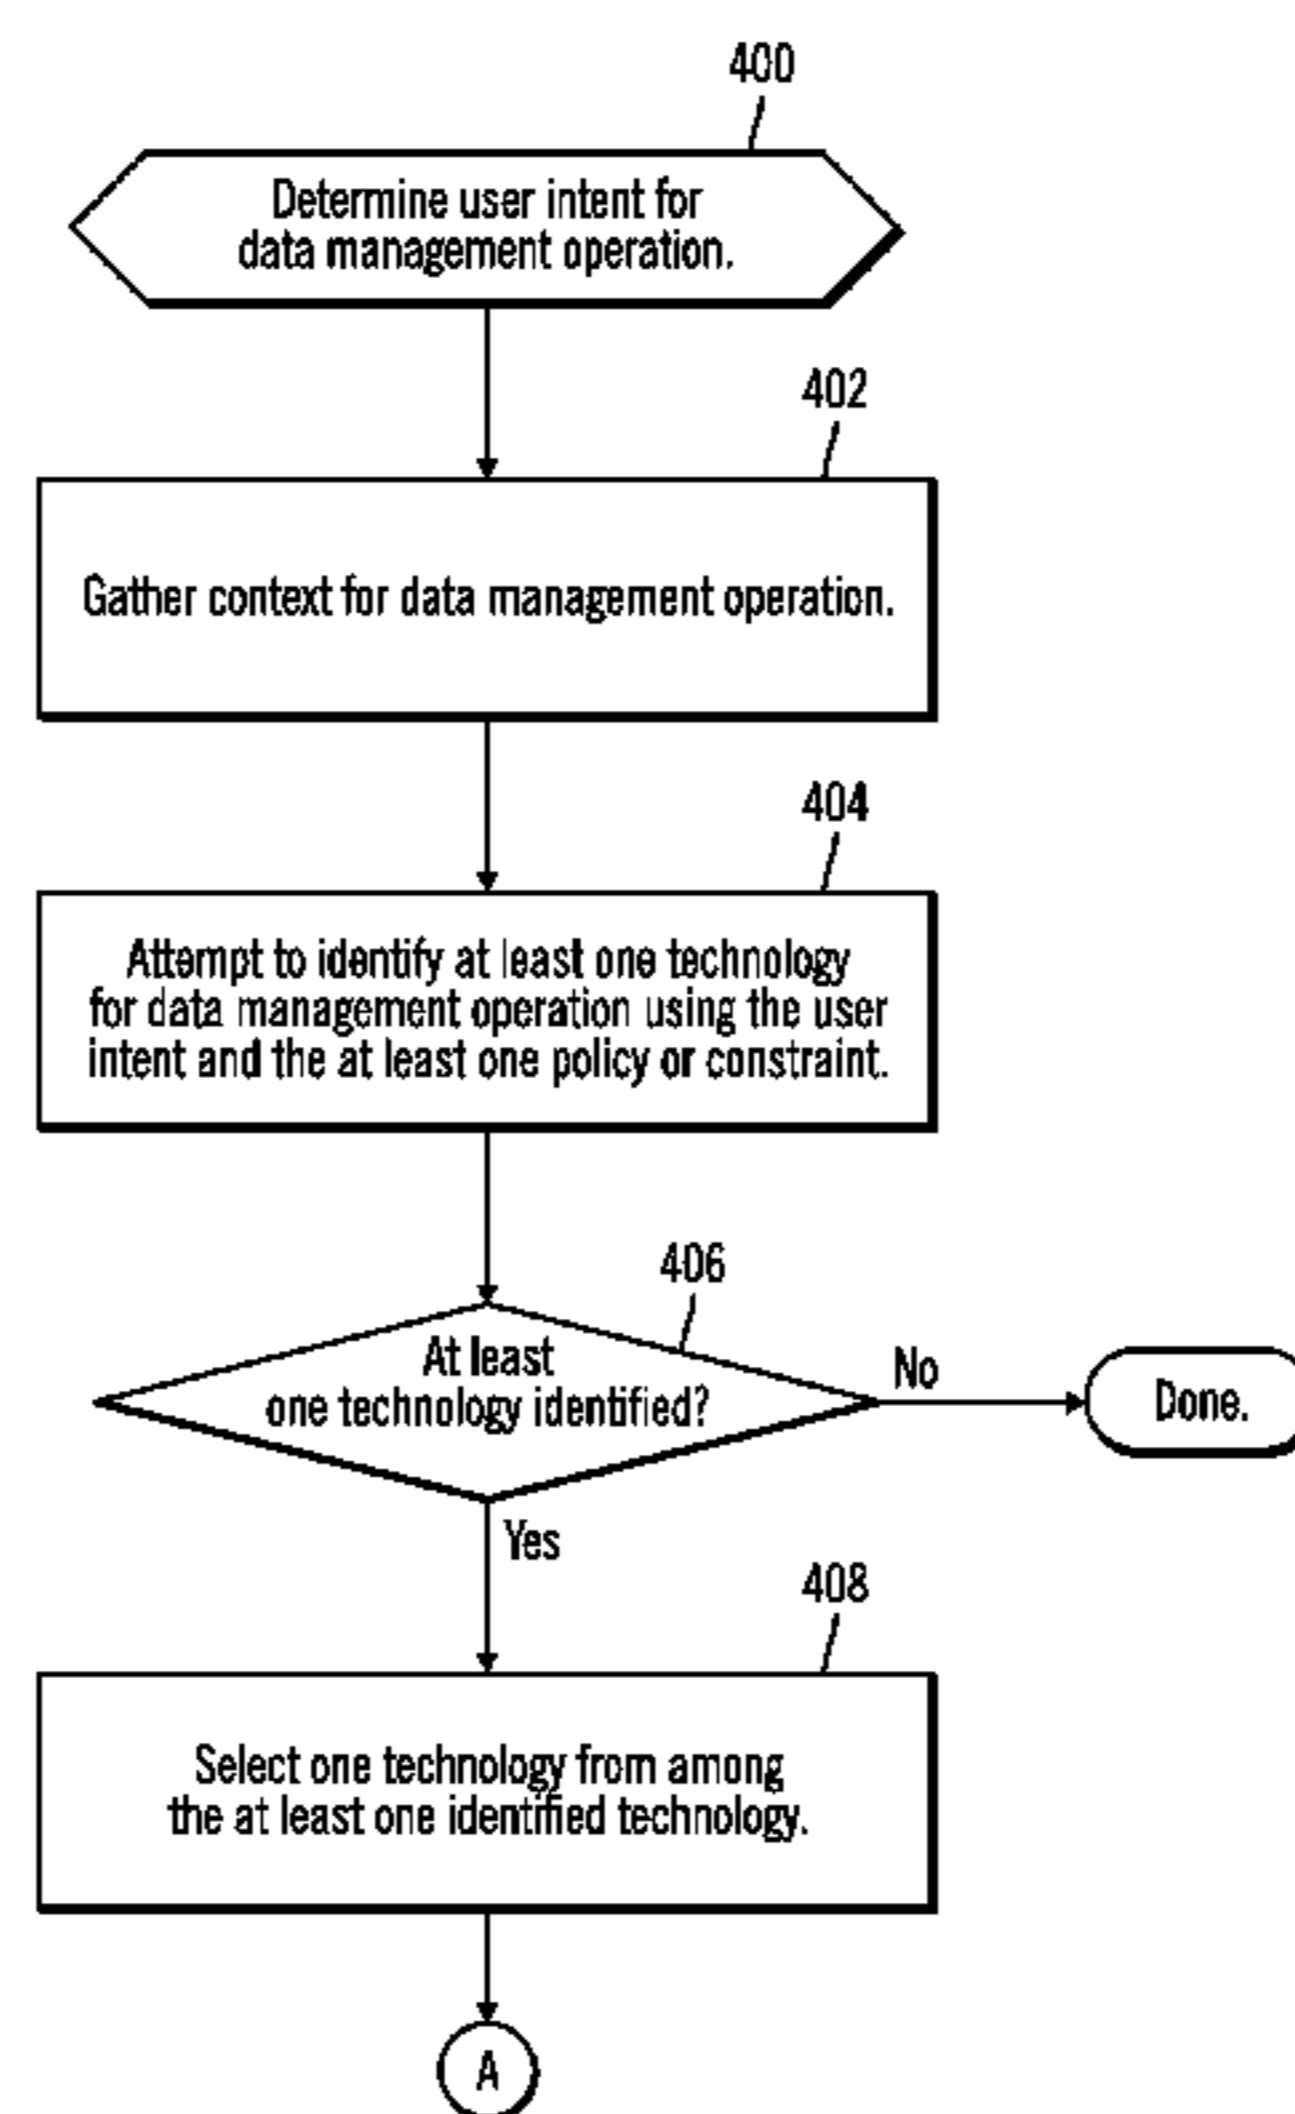 400
Determine user intent for
data management operation.
402
Gather context for data management operation.
404
Attempt to identify at least one technology
for data management operation using the user
intent and the at least one policy or constraint.
406
At least
one technology identified?
No
Done.
Yes
408
Select one technology from among
the at least one identified technology.
A